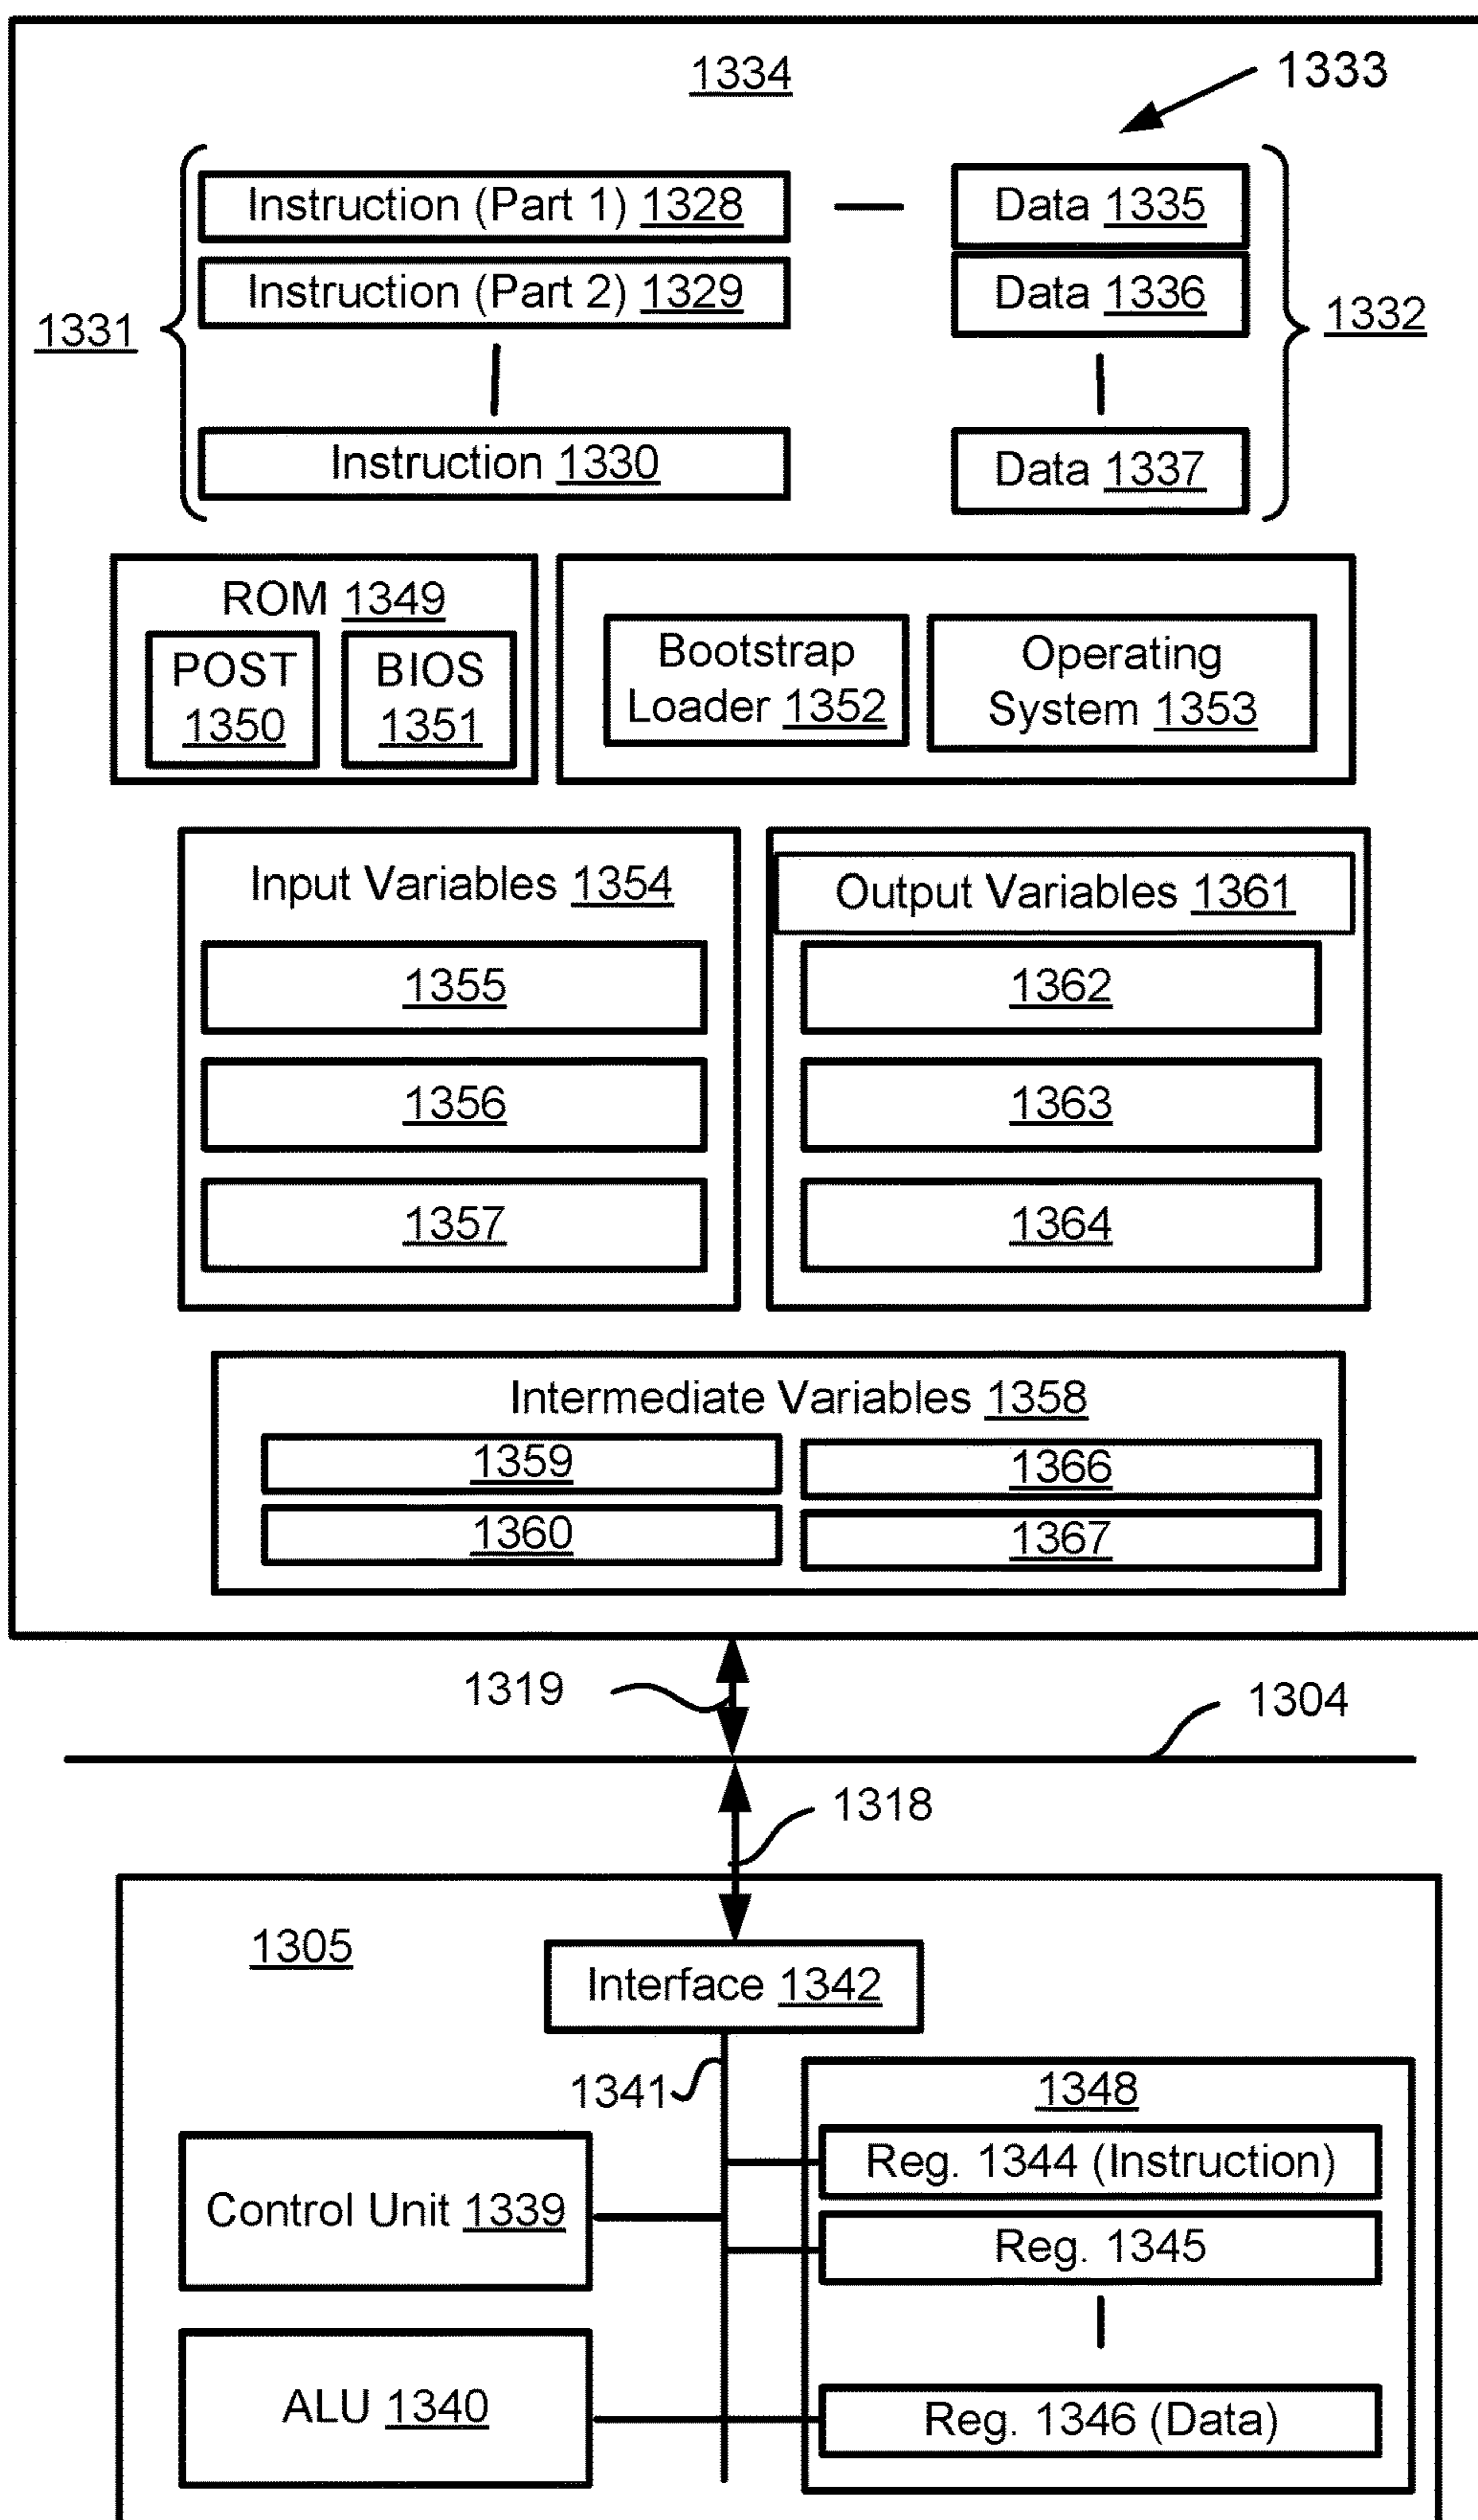 1334
1333
Instruction (Part 1) 1328
Data 1335
Instruction (Part 2) 1329
Data 1336
1331
1332
Instruction 1330
Data 1337
ROM 1349
POST
1350
BIOS
1351
Bootstrap
Loader 1352
Operating
System 1353
Input Variables 1354
1355
1356
1357
Output Variables 1361
1362
1363
1364
Intermediate Variables 1358
1359
1366
1360
1367
1319
1304
1318
1305
Interface 1342
1341
1348
Reg. 1344 (Instruction)
Control Unit 1339
Reg. 1345
ALU 1340
Reg. 1346 (Data)